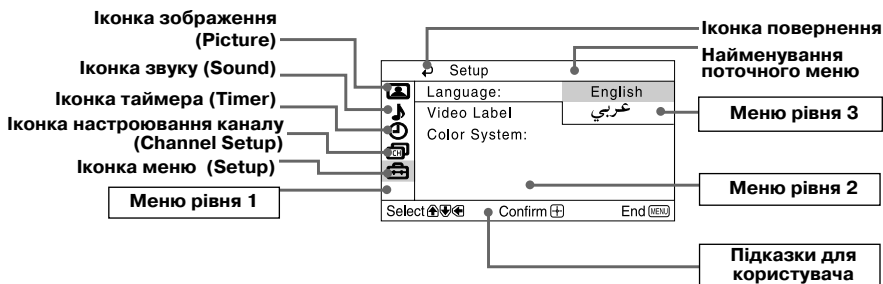 Іконка зображення
(Picture)
Іконка звуку (Sound)
Іконка таймера (Timer)
Іконка настроювання каналу
(Channel Setup)
Іконка меню (Setup)
Меню рівня 1
Setup
Language:
English
عربي
Video Label
Color System:
CH
Select
Confirm
End MENU
Іконка повернення
Найменування
поточного меню
Меню рівня 3
Меню рівня 2
Підказки для
користувача